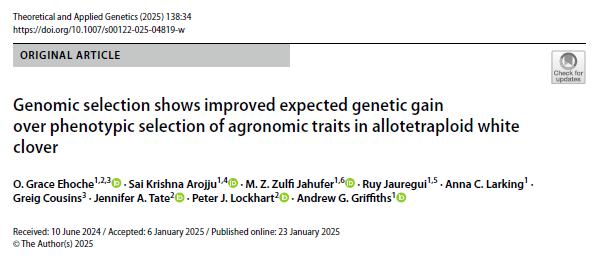 Theoretical and Applied Genetics (2025) 138:34
https://doi.org/10.1007/s00122-025-04819-w
ORIGINAL ARTICLE
Check for
updates
Genomic selection shows improved expected genetic gain
over phenotypic selection of agronomic traits in allotetraploid white
clover
O. Grace Ehoche1,2,3 · Sai Krishna Arojju1,4 · M. Z. Zulfi Jahufer1,6 · Ruy Jauregui1,5 · Anna C. Larking1 ·
Greig Cousins3 · Jennifer A. Tate2 · Peter J. Lockhart2 · Andrew G. Griffiths1
Received: 10 June 2024 / Accepted: 6 January 2025 / Published online: 23 January 2025
© The Author(s) 2025